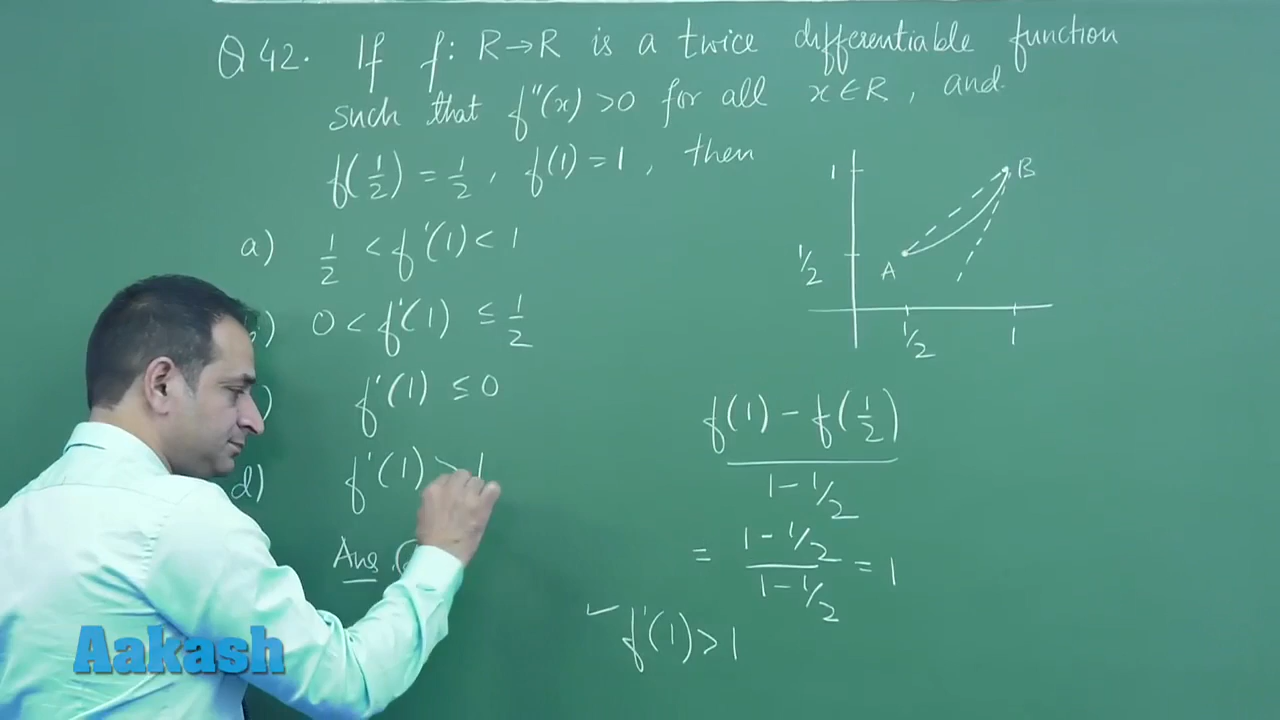 Q 42. If f: R→R is a twice differentiable function
such that f''(x) >0 for all x∈R, and
f(1/2) = 1/2, f(1) = 1, then
a) 1/2 < f'(1) < 1
) 0 < f'(1) ≤ 1/2
) f'(1) ≤ 0
d) f'(1) > 1
Ans.
1 B
1/2 A
1/2 1
f(1) - f(1/2)
1 - 1/2
= 1 - 1/2
1 - 1/2 = 1
✓ f'(1) > 1
Aakash